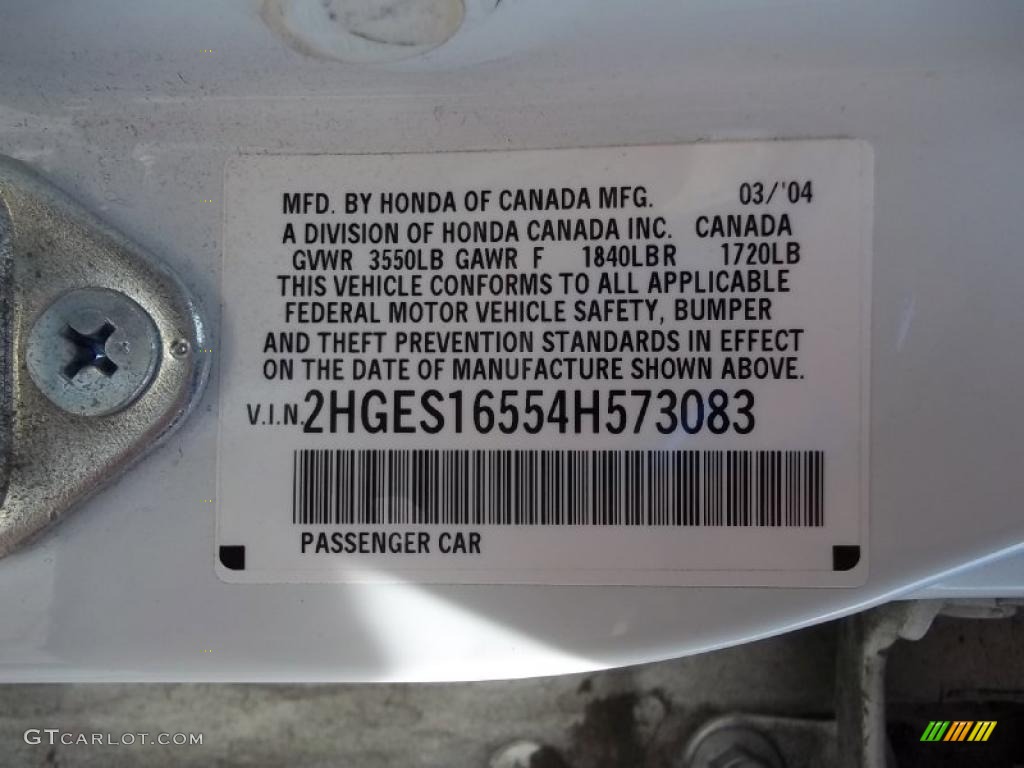 MFD. BY HONDA OF CANADA MFG. 03/'04
A DIVISION OF HONDA CANADA INC. CANADA
GVWR 3550LB GAWR F 1840LBR 1720LB
THIS VEHICLE CONFORMS TO ALL APPLICABLE
FEDERAL MOTOR VEHICLE SAFETY, BUMPER
AND THEFT PREVENTION STANDARDS IN EFFECT
ON THE DATE OF MANUFACTURE SHOWN ABOVE.
V.I.N. 2HGES16554H573083
PASSENGER CAR
GTCARLOT.COM